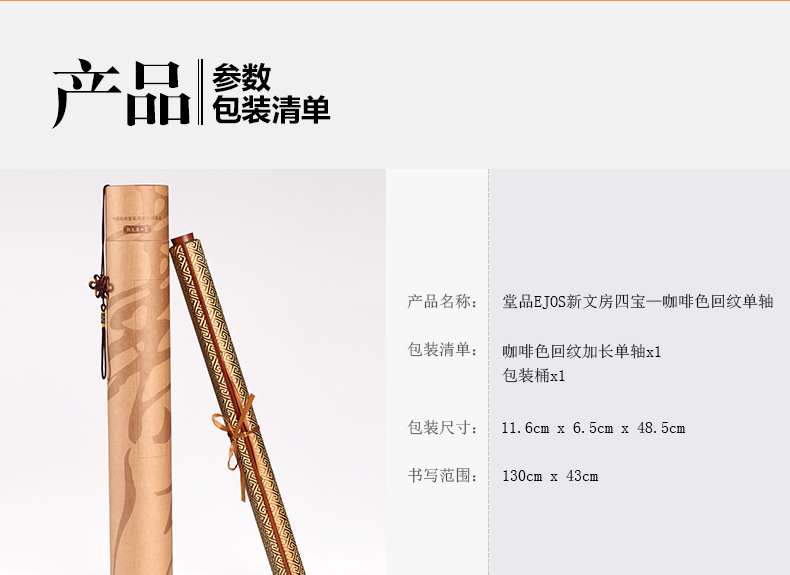 产品
参数
包装清单
产品名称：
堂品EJOS新文房四宝—咖啡色回纹单轴
包装清单：
咖啡色回纹加长单轴x1
包装桶x1
包装尺寸：
11.6cm x 6.5cm x 48.5cm
书写范围：
130cm x 43cm